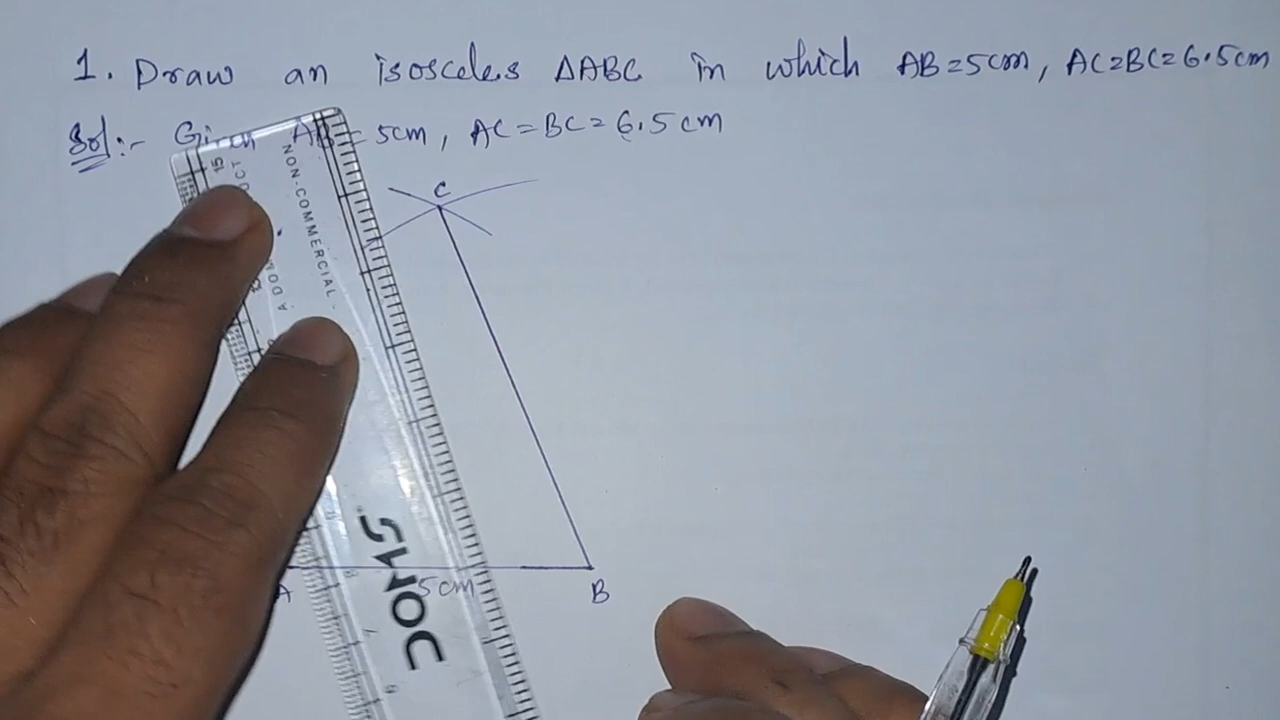 1. Draw an isosceles ΔABC in which AB=5cm, AC=BC=6.5cm
Sol:- Given AB = 5cm, AC = BC = 6.5cm
C
15
NON-COMMERCIAL
DOMS
A
5cm
B